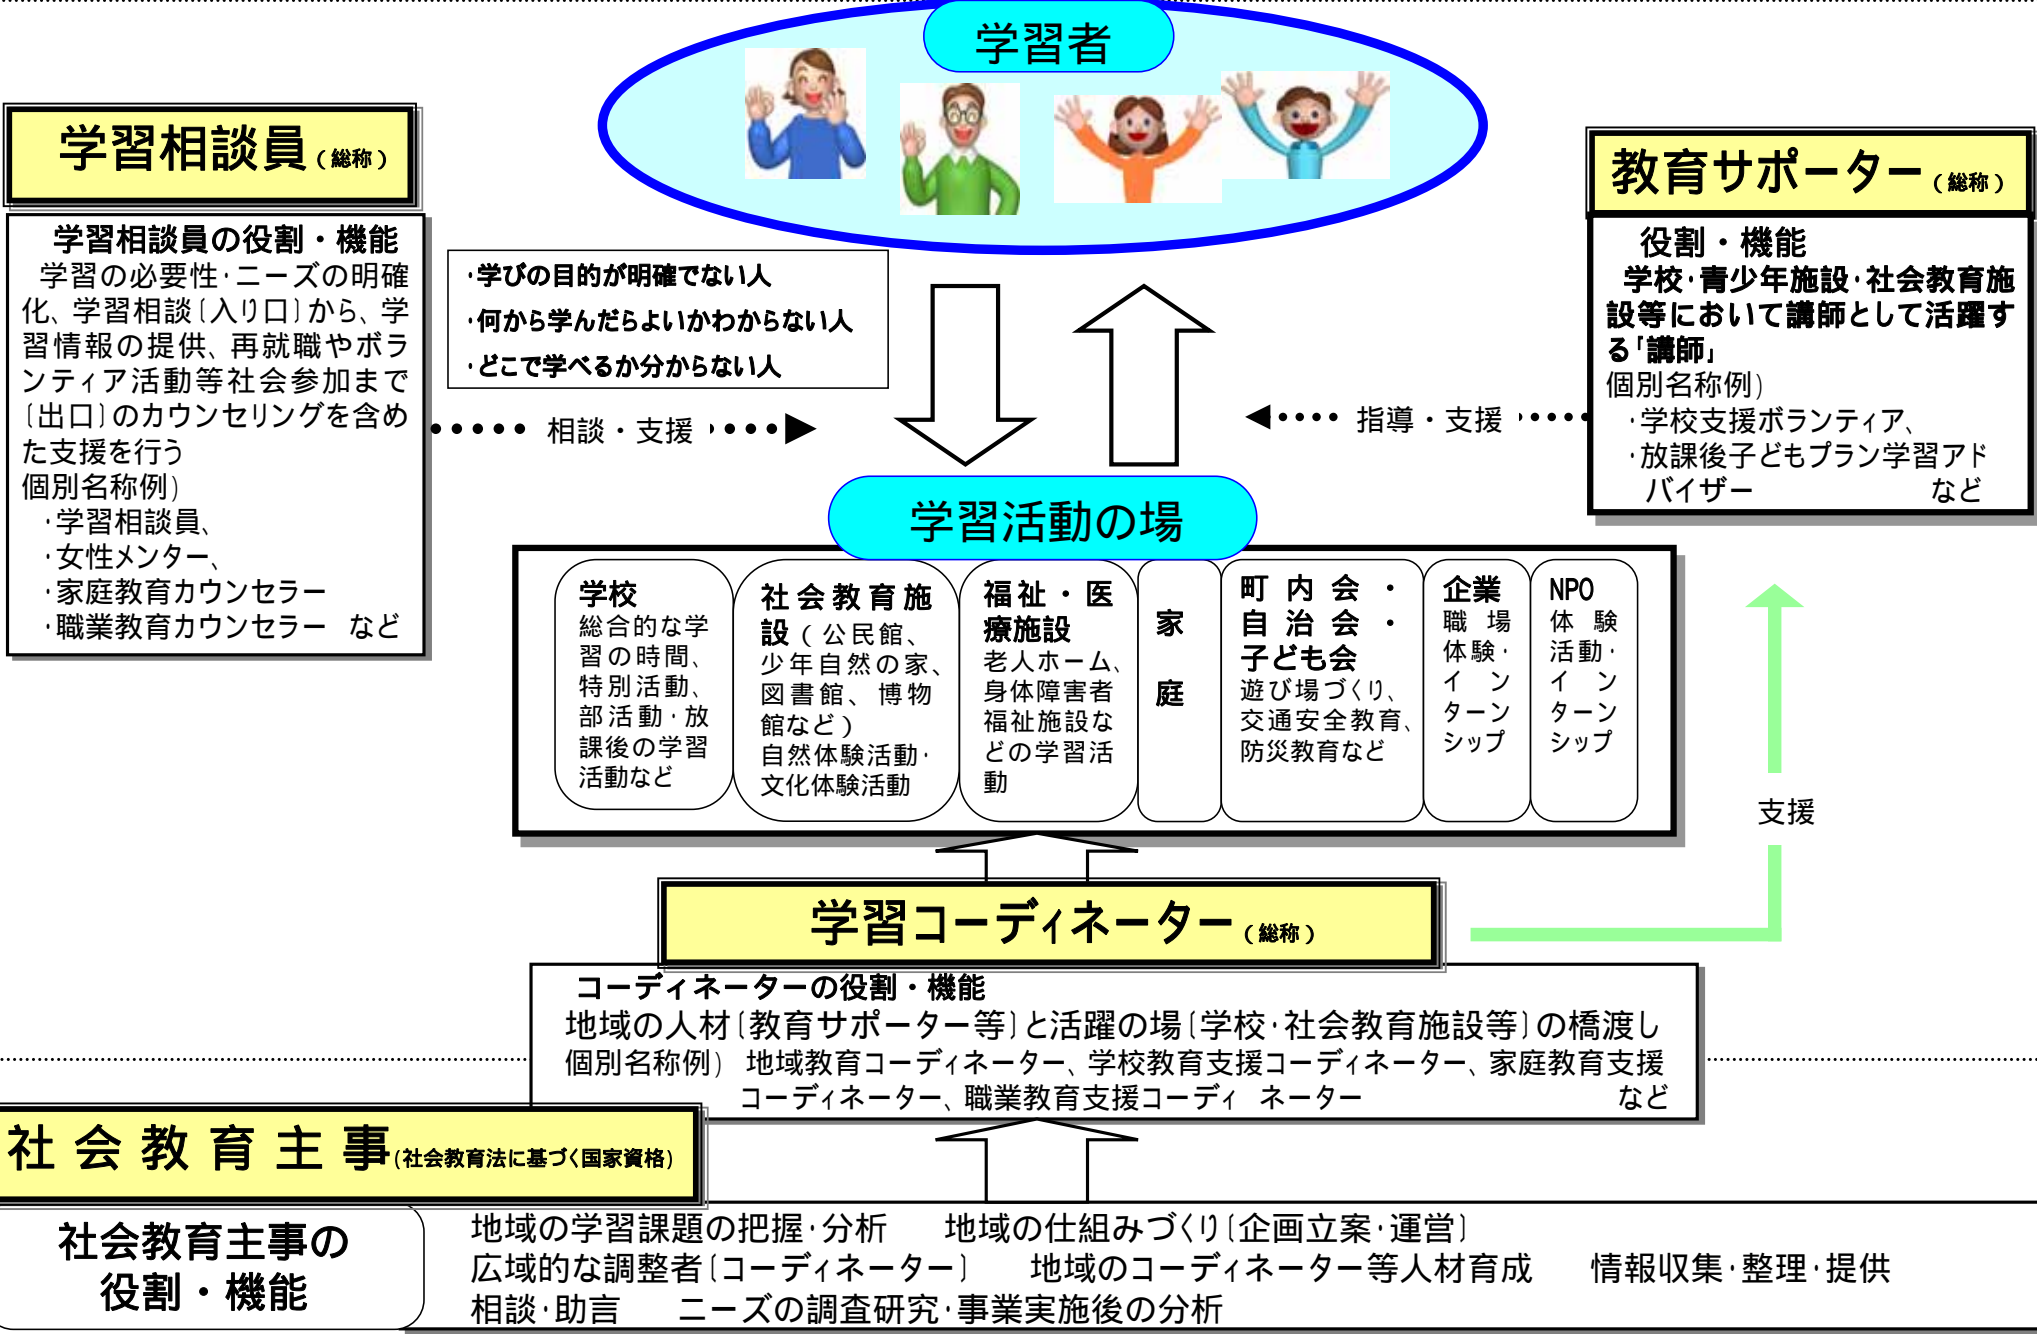 学習者
学習相談員(総称)
学習相談員の役割・機能
学習の必要性・ニーズの明確
化、学習相談〔入り口〕から、学
習情報の提供、再就職やボラ
ンティア活動等社会参加まで
〔出口〕のカウンセリングを含め
た支援を行う
個別名称例)
・学習相談員、
・女性メンター、
・家庭教育カウンセラー
・職業教育カウンセラー など
・学びの目的が明確でない人
・何から学んだらよいかわからない人
・どこで学べるか分からない人
相談・支援
指導・支援
教育サポーター(総称)
役割・機能
学校・青少年施設・社会教育施
設等において講師として活躍す
る「講師」
個別名称例)
・学校支援ボランティア、
・放課後子どもプラン学習アド
バイザー など
学習活動の場
学校
総合的な学
習の時間、
特別活動、
部活動・放
課後の学習
活動など
社会教育施
設(公民館、
少年自然の家、
図書館、博物
館など)
自然体験活動・
文化体験活動
福祉・医
療施設
老人ホーム、
身体障害者
福祉施設な
どの学習活
動
家
庭
町内会・
自治会・
子ども会
遊び場づくり、
交通安全教育、
防災教育など
企業
職場
体験・
イン
ターン
シップ
NPO
体験
活動・
イン
ターン
シップ
支援
学習コーディネーター(総称)
コーディネーターの役割・機能
地域の人材〔教育サポーター等〕と活躍の場〔学校・社会教育施設等〕の橋渡し
個別名称例) 地域教育コーディネーター、学校教育支援コーディネーター、家庭教育支援
コーディネーター、職業教育支援コーディ ネーター など
社会教育主事(社会教育法に基づく国家資格)
社会教育主事の
役割・機能
地域の学習課題の把握・分析 地域の仕組みづくり〔企画立案・運営〕
広域的な調整者〔コーディネーター〕 地域のコーディネーター等人材育成 情報収集・整理・提供
相談・助言 ニーズの調査研究・事業実施後の分析